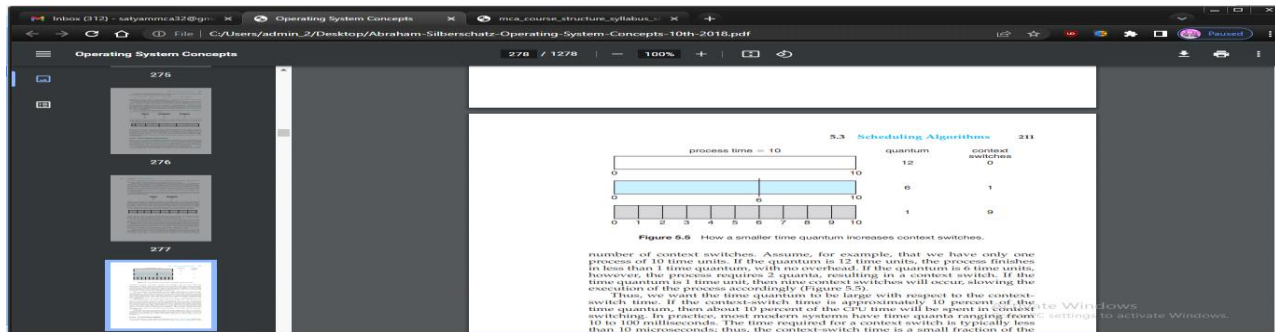 Inbox (312) - satyammca32@gm
Operating System Concepts
mca_course_structure_syllabus_s
File | C:/Users/admin_2/Desktop/Abraham-Silberschatz-Operating-System-Concepts-10th-2018.pdf
Paused
Operating System Concepts
278 / 1278
100%
275
276
277
5.3 Scheduling Algorithms 211
process time = 10 quantum context switches
12 0
0 10
6 1
0 6 10
1 9
0 1 2 3 4 5 6 7 8 9 10
Figure 5.5 How a smaller time quantum increases context switches.
number of context switches. Assume, for example, that we have only one
process of 10 time units. If the quantum is 12 time units, the process finishes
in less than 1 time quantum, with no overhead. If the quantum is 6 time units,
however, the process requires 2 quanta, resulting in a context switch. If the
time quantum is 1 time unit, then nine context switches will occur, slowing the
execution of the process accordingly (Figure 5.5).
Thus, we want the time quantum to be large with respect to the context-
switch time. If the context-switch time is approximately 10 percent of the
time quantum, then about 10 percent of the CPU time will be spent in context
switching. In practice, most modern systems have time quanta ranging from
10 to 100 milliseconds. The time required for a context switch is typically less
than 10 microseconds; thus, the context-switch time is a small fraction of the
Windows
settings to activate Windows.